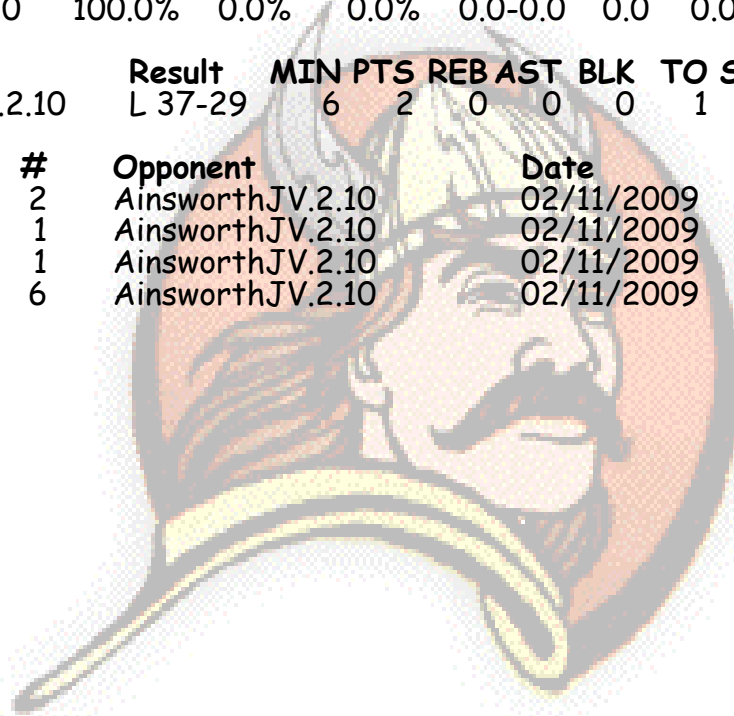 0 100.0% 0.0% 0.0% 0.0-0.0 0.0 0.0
Result MIN PTS REB AST BLK TO S
.2.10 L 37-29 6 2 0 0 0 1
# Opponent Date
2 AinsworthJV.2.10 02/11/2009
1 AinsworthJV.2.10 02/11/2009
1 AinsworthJV.2.10 02/11/2009
6 AinsworthJV.2.10 02/11/2009